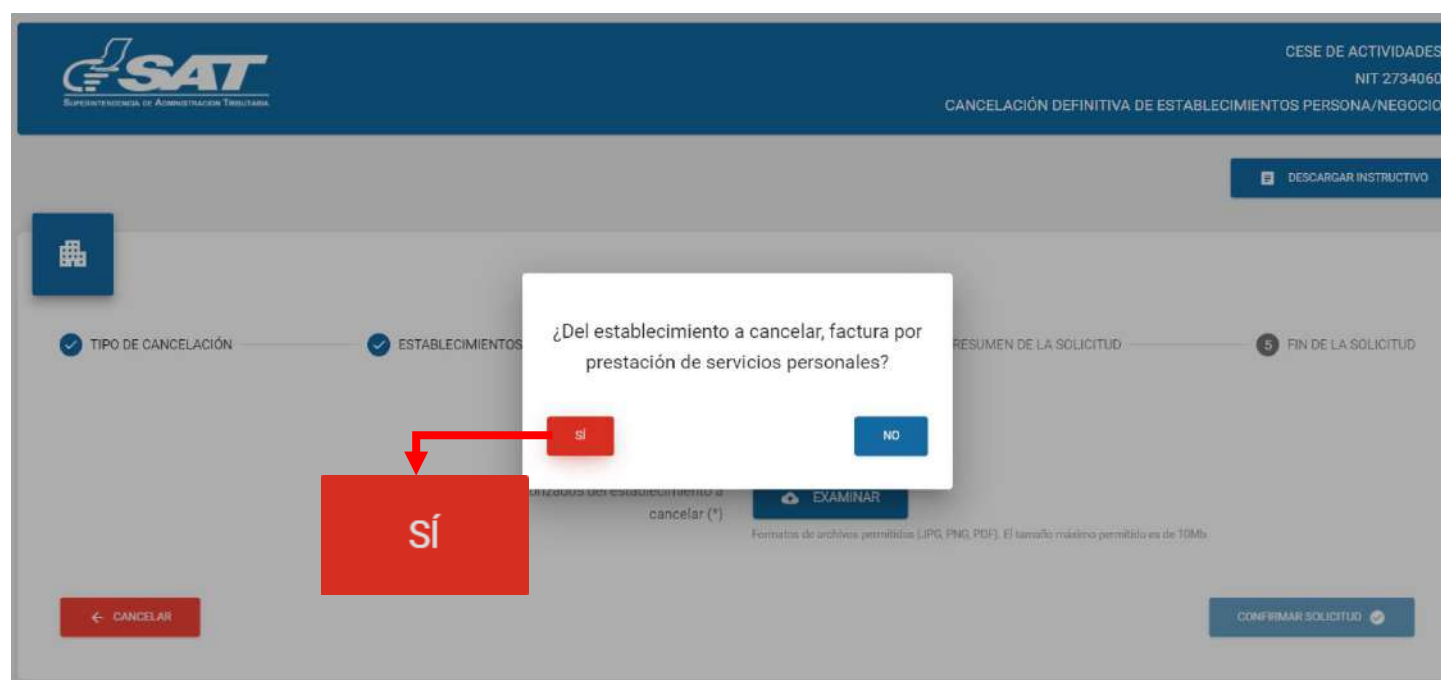 SAT
SUPERINTENDENCIA DE ADMINISTRACION TRIBUTARIA
CESE DE ACTIVIDADES
NIT 2734060
CANCELACIÓN DEFINITIVA DE ESTABLECIMIENTOS PERSONA/NEGOCIO
DESCARGAR INSTRUCTIVO
TIPO DE CANCELACIÓN
ESTABLECIMIENTOS
RESUMEN DE LA SOLICITUD
5 FIN DE LA SOLICITUD
¿Del establecimiento a cancelar, factura por
prestación de servicios personales?
SÍ
NO
del establecimiento a
cancelar (*)
EXAMINAR
Formatos de archivos permitidos (JPG, PNG, PDF). El tamaño máximo permitido es de 10Mb.
SÍ
CANCELAR
CONFIRMAR SOLICITUD